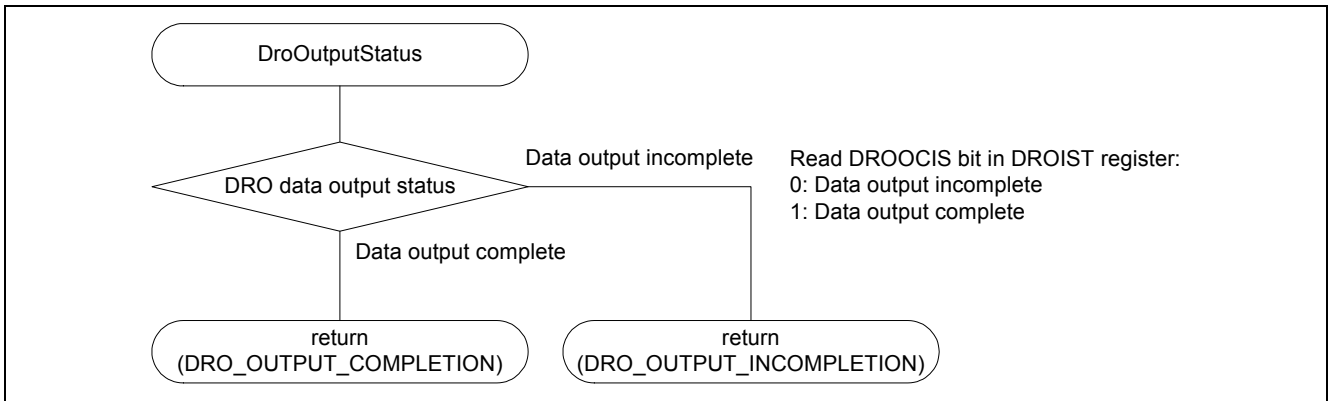 DroOutputStatus
Data output incomplete
DRO data output status
Read DROOCIS bit in DROIST register:
0: Data output incomplete
1: Data output complete
Data output complete
return
(DRO_OUTPUT_COMPLETION)
return
(DRO_OUTPUT_INCOMPLETION)